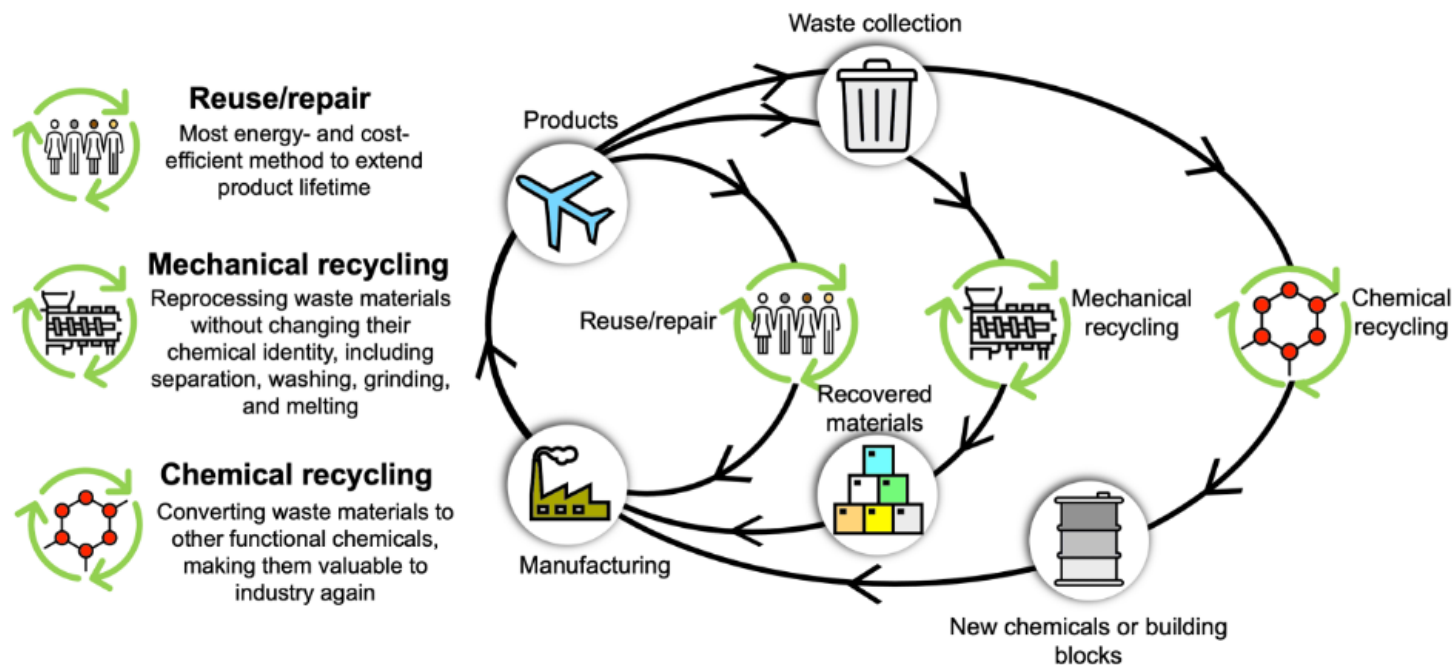 Reuse/repair
Most energy- and cost-
efficient method to extend
product lifetime
Mechanical recycling
Reprocessing waste materials
without changing their
chemical identity, including
separation, washing, grinding,
and melting
Chemical recycling
Converting waste materials to
other functional chemicals,
making them valuable to
industry again
Waste collection
Products
Reuse/repair
Mechanical
recycling
Chemical
recycling
Recovered
materials
Manufacturing
New chemicals or building
blocks